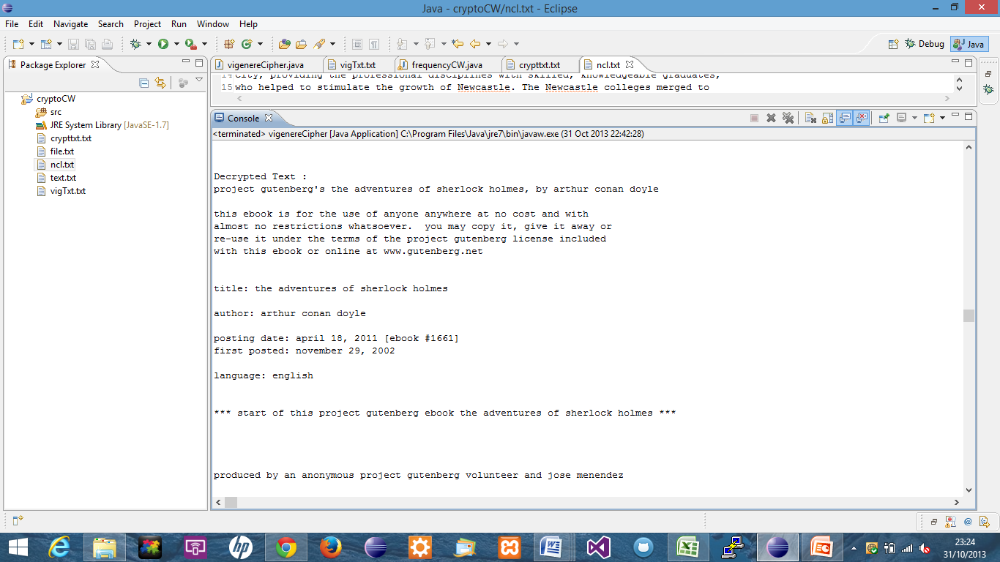 Java - cryptoCW/ncl.txt - Eclipse
File Edit Navigate Search Project Run Window Help
Debug Java
Package Explorer
cryptoCW
src
JRE System Library [JavaSE-1.7]
crypttxt.txt
file.txt
ncl.txt
text.txt
vigTxt.txt
vigenereCipher.java vigTxt.txt frequencyCW.java crypttxt.txt ncl.txt
14 city, providing the professional disciplines with skilled, knowledgeable graduates,
15 who helped to stimulate the growth of Newcastle. The Newcastle colleges merged to
Console
<terminated> vigenereCipher [Java Application] C:\Program Files\Java\jre7\bin\javaw.exe (31 Oct 2013 22:42:28)
Decrypted Text :
project gutenberg's the adventures of sherlock holmes, by arthur conan doyle
this ebook is for the use of anyone anywhere at no cost and with
almost no restrictions whatsoever.  you may copy it, give it away or
re-use it under the terms of the project gutenberg license included
with this ebook or online at www.gutenberg.net
title: the adventures of sherlock holmes
author: arthur conan doyle
posting date: april 18, 2011 [ebook #1661]
first posted: november 29, 2002
language: english
*** start of this project gutenberg ebook the adventures of sherlock holmes ***
produced by an anonymous project gutenberg volunteer and jose menendez
23:24
31/10/2013